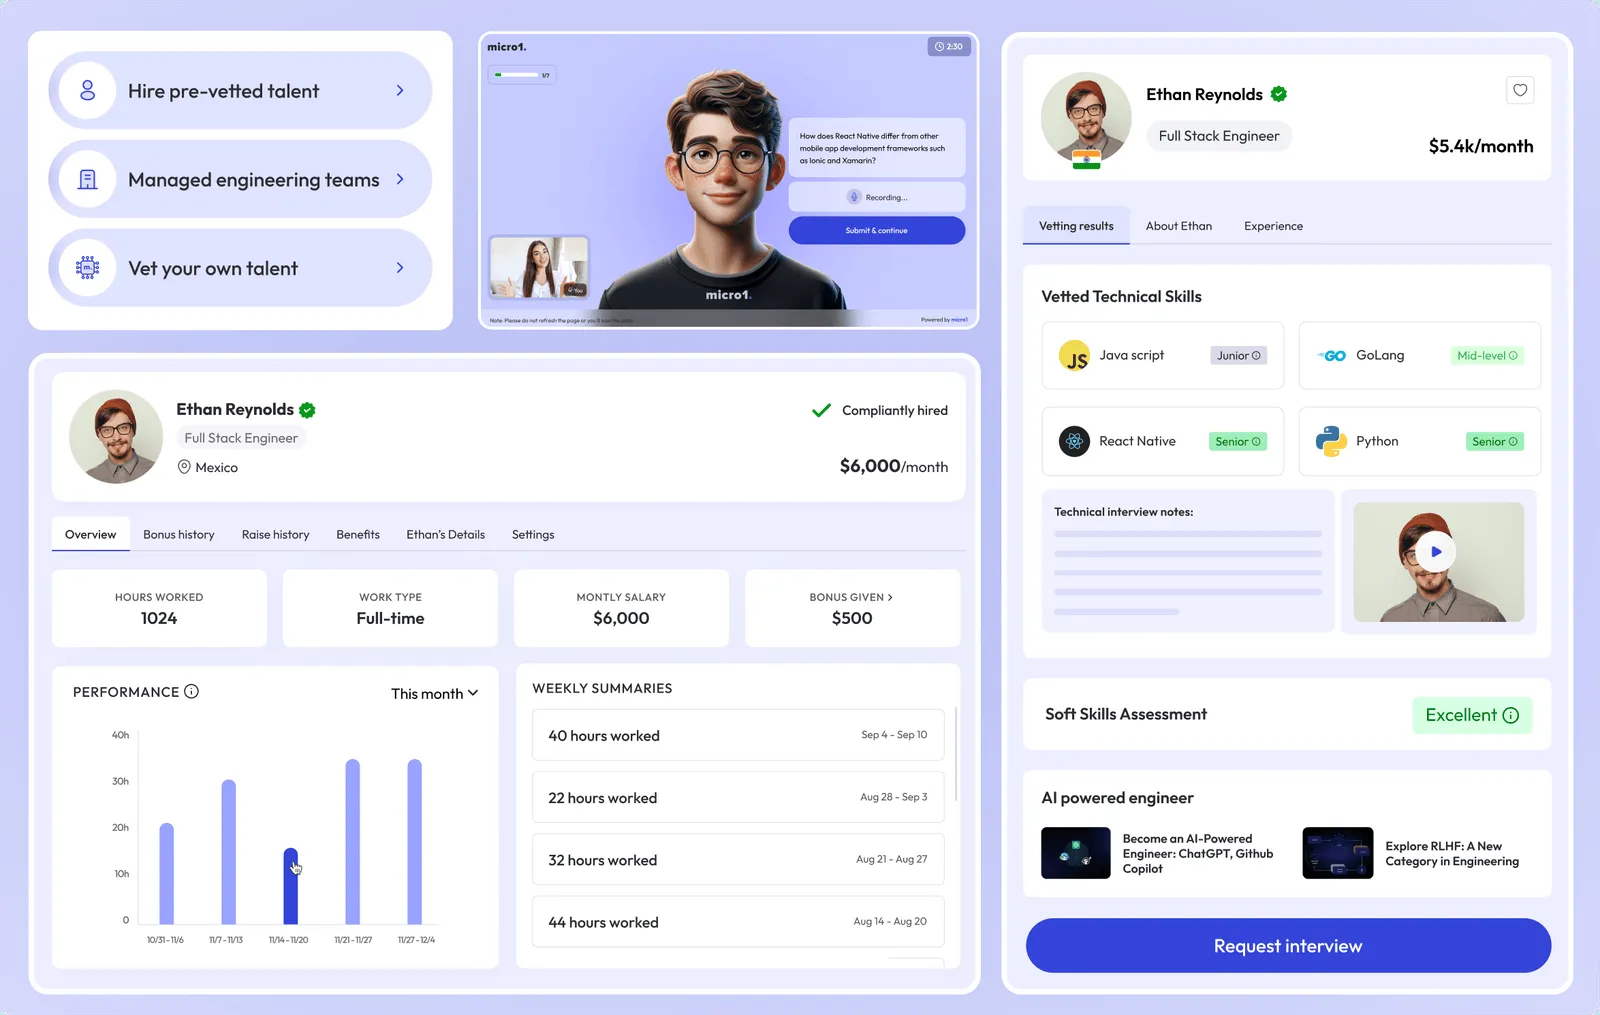 Hire pre-vetted talent
Managed engineering teams
Vet your own talent
micro1.
2:30
1/7
How does React Native differ from other
mobile app development frameworks such
as Ionic and Xamarin?
Recording...
Submit & continue
You
micro1.
Note: Please do not refresh the page or you'll lose the data
Powered by micro1
Ethan Reynolds
Full Stack Engineer
Mexico
Compliantly hired
$6,000/month
Overview
Bonus history
Raise history
Benefits
Ethan's Details
Settings
HOURS WORKED
1024
WORK TYPE
Full-time
MONTLY SALARY
$6,000
BONUS GIVEN
$500
PERFORMANCE
This month
40h
30h
20h
10h
0
10/31 - 11/6
11/7 - 11/13
11/14 - 11/20
11/21 - 11/27
11/27 - 12/4
WEEKLY SUMMARIES
40 hours worked
Sep 4 - Sep 10
22 hours worked
Aug 28 - Sep 3
32 hours worked
Aug 21 - Aug 27
44 hours worked
Aug 14 - Aug 20
Ethan Reynolds
Full Stack Engineer
$5.4k/month
Vetting results
About Ethan
Experience
Vetted Technical Skills
JS
Java script
Junior
GO
GoLang
Mid-level
React Native
Senior
Python
Senior
Technical interview notes:
Soft Skills Assessment
Excellent
AI powered engineer
Become an AI-Powered
Engineer: ChatGPT, Github
Copilot
Explore RLHF: A New
Category in Engineering
Request interview